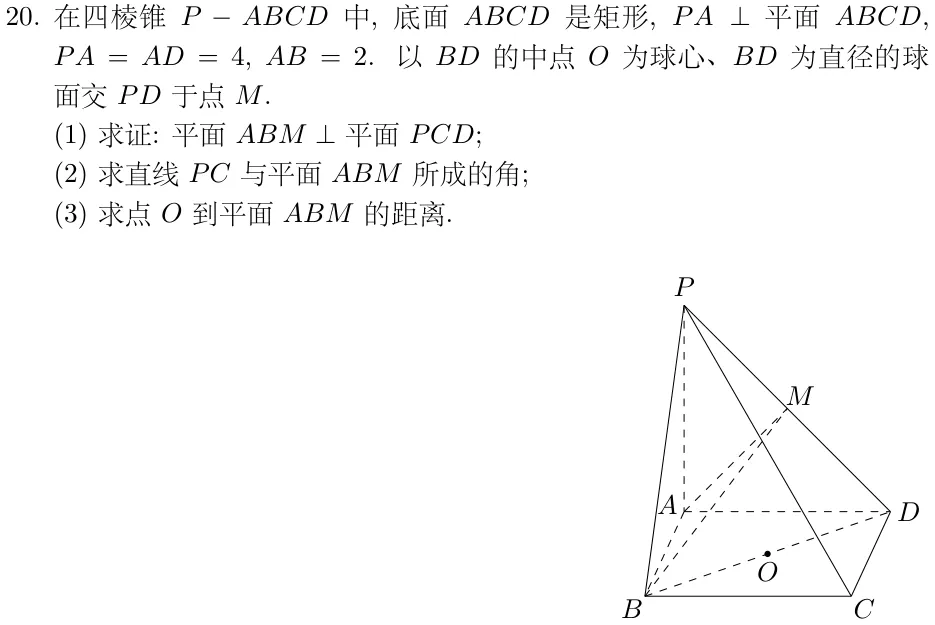 20. 在四棱锥 P − ABCD 中, 底面 ABCD 是矩形, PA ⊥ 平面 ABCD,
PA = AD = 4, AB = 2. 以 BD 的中点 O 为球心、BD 为直径的球
面交 PD 于点 M.
(1) 求证: 平面 ABM ⊥ 平面 PCD;
(2) 求直线 PC 与平面 ABM 所成的角;
(3) 求点 O 到平面 ABM 的距离.
P
M
A
D
O
B
C